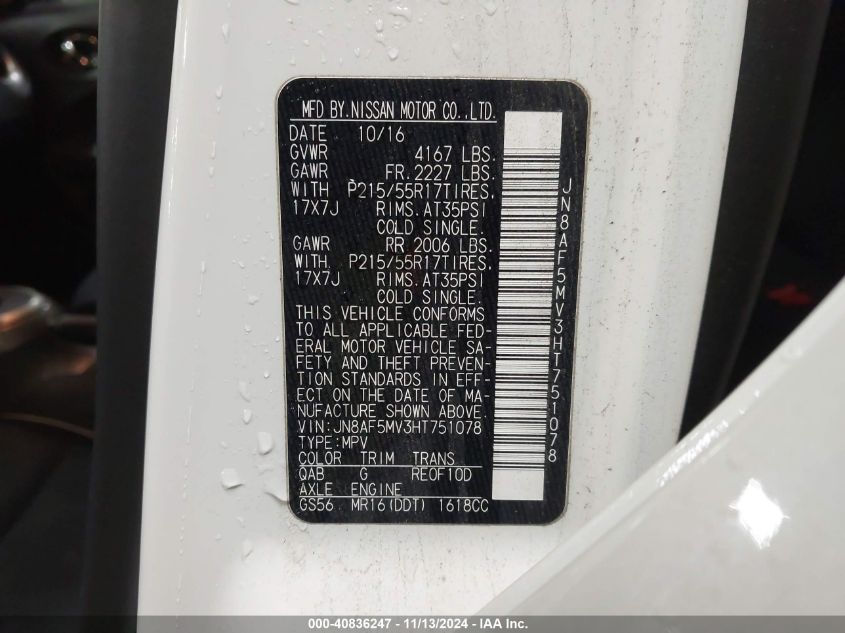 MFD BY.NISSAN MOTOR CO.,LTD.
DATE 10/16
GVWR 4167 LBS.
GAWR FR.2227 LBS.
WITH P215/55R17TIRES,
17X7J RIMS.AT35PSI
COLD SINGLE.
GAWR RR 2006 LBS.
WITH. P215/55R17TIRES,
17X7J RIMS.AT35PSI
COLD SINGLE.
THIS VEHICLE CONFORMS
TO ALL APPLICABLE FED-
ERAL MOTOR VEHICLE SA-
FETY AND THEFT PREVEN-
TION STANDARDS IN EFF-
ECT ON THE DATE OF MA-
NUFACTURE SHOWN ABOVE.
VIN:JN8AF5MV3HT751078
TYPE:MPV
COLOR TRIM TRANS
QAB G RE0F10D
AXLE ENGINE
GS56 MR16(DDT) 1618CC
JN8AF5MV3HT751078
000-40836247 - 11/13/2024 - IAA Inc.